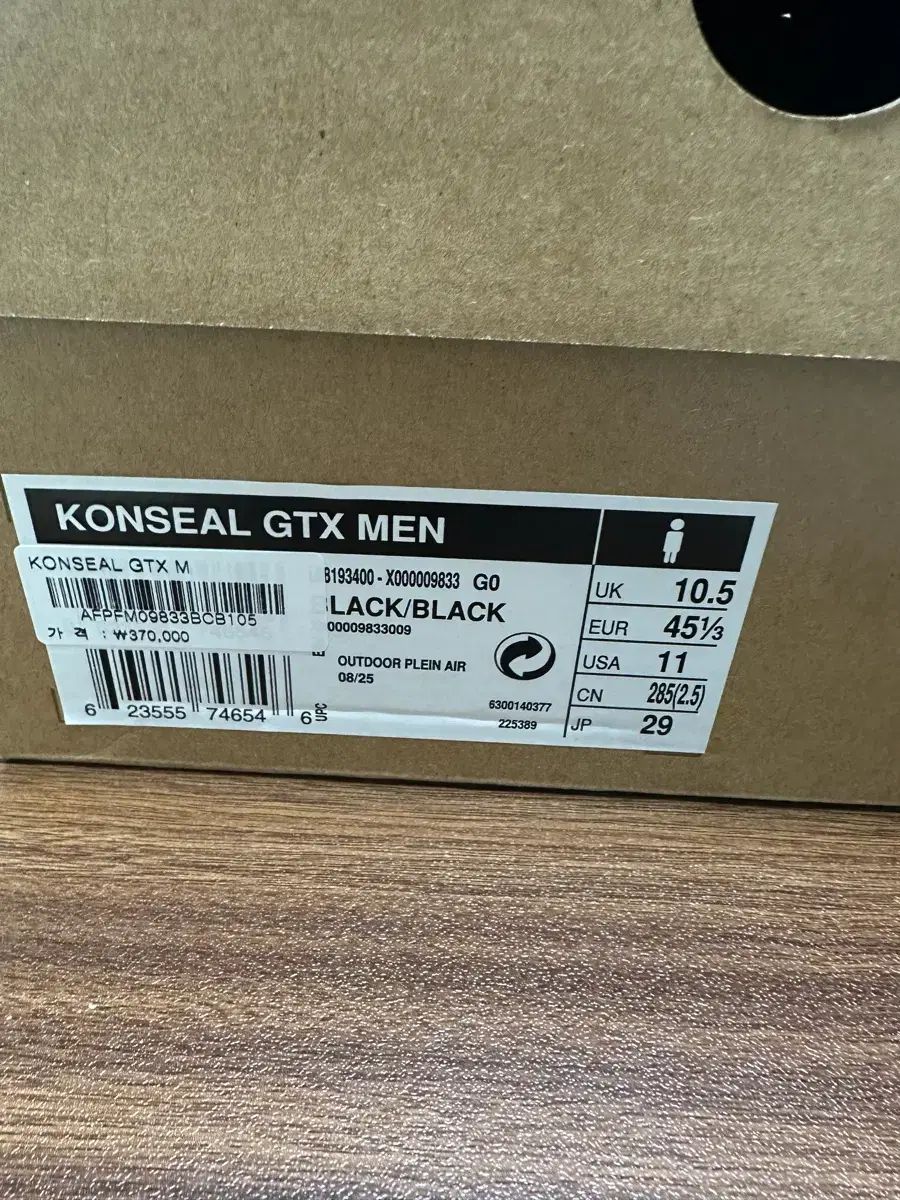 KONSEAL GTX MEN
KONSEAL GTX M
AFPFM09833BCB105
가 격 : ₩370,000
B193400 - X000009833 G0
LACK/BLACK
00009833009
OUTDOOR PLEIN AIR
08/25
6300140377
225389
6 23555 74654 6 UPC
UK 10.5
EUR 45⅓
USA 11
CN 285(2.5)
JP 29